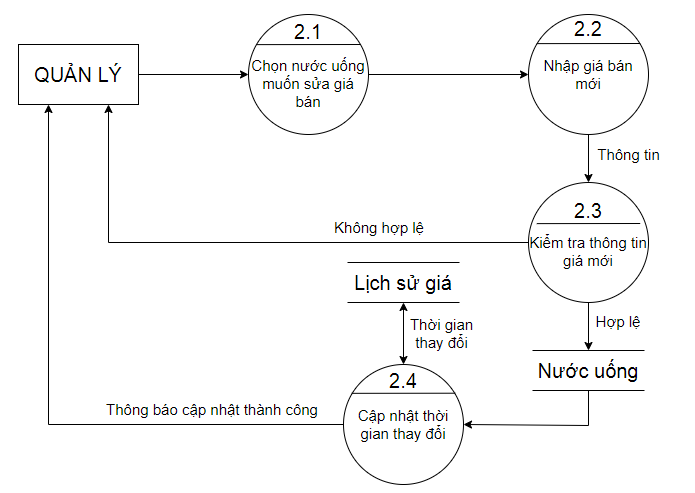 QUẢN LÝ
2.1
Chọn nước uống
muốn sửa giá
bán
2.2
Nhập giá bán
mới
Thông tin
2.3
Kiểm tra thông tin
giá mới
Không hợp lệ
Hợp lệ
Lịch sử giá
Thời gian
thay đổi
Nước uống
2.4
Cập nhật thời
gian thay đổi
Thông báo cập nhật thành công